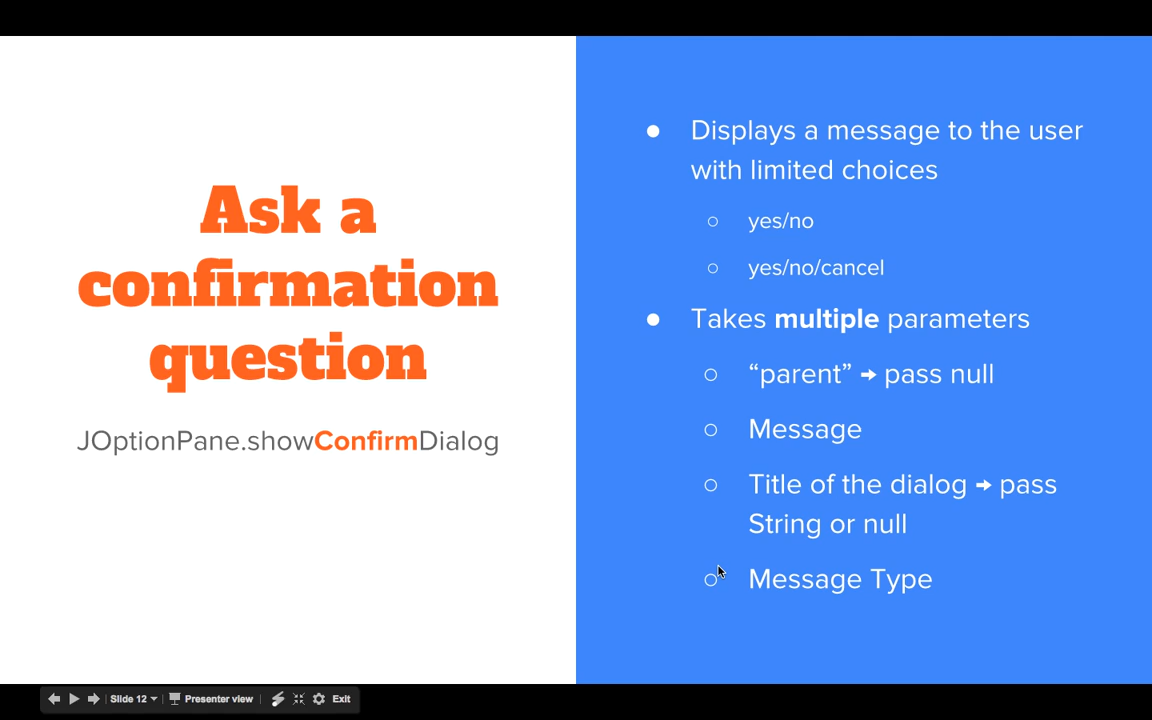 Ask a
confirmation
question
JOptionPane.showConfirmDialog
● Displays a message to the user
with limited choices
○ yes/no
○ yes/no/cancel
● Takes multiple parameters
○ “parent” → pass null
○ Message
○ Title of the dialog → pass
String or null
○ Message Type
Slide 12 Presenter view Exit